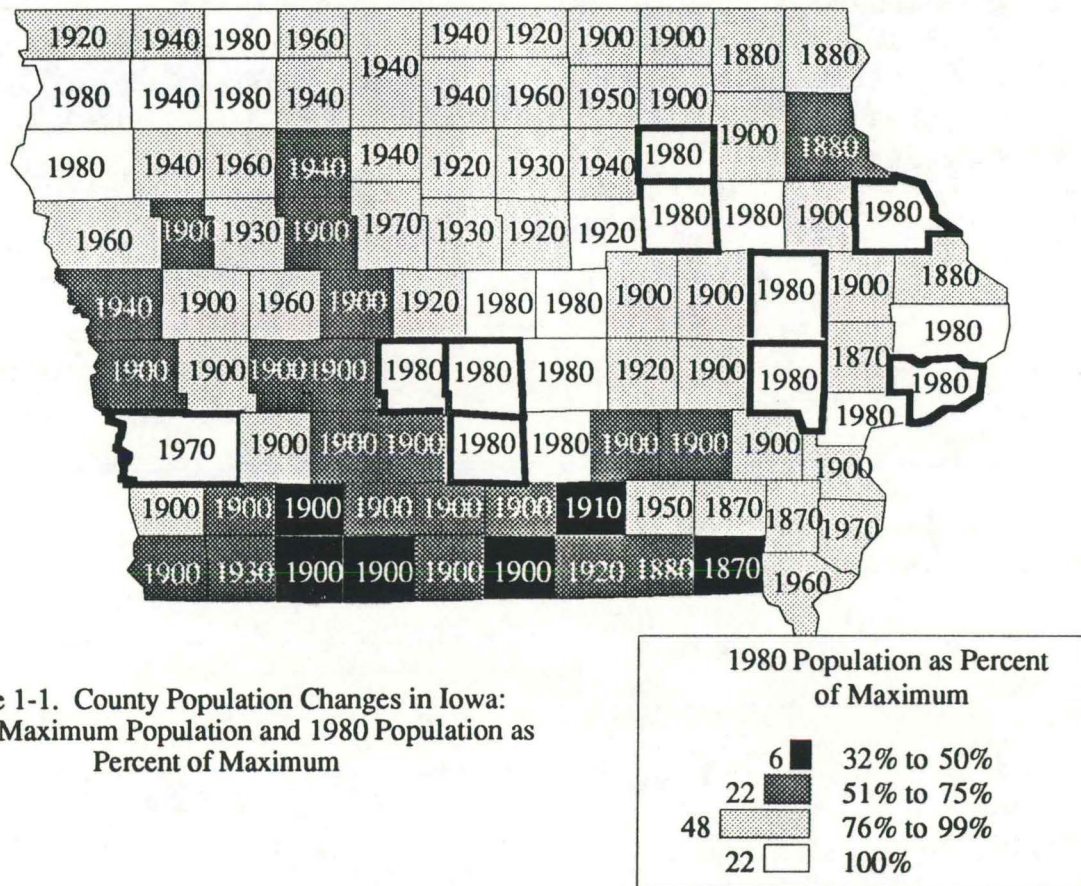 1920 1940 1980 1960 1940 1920 1900 1900 1880 1880
1940
1980 1940 1980 1940 1940 1960 1950 1900
1900
1980 1940 1960 1940 1940 1920 1930 1940 1980 1880
1960 1900 1930 1900 1970 1930 1920 1920 1980 1980 1900 1980
1940 1900 1960 1900 1920 1980 1980 1900 1900 1980 1900 1880
1980
1900 1900 1900 1900 1980 1980 1980 1920 1900 1980 1870 1980
1970 1900 1900 1900 1980 1980 1900 1900 1900 1980
1900
1900 1900 1900 1900 1900 1900 1910 1950 1870 1870 1970
1900 1930 1900 1900 1900 1900 1920 1880 1870 1960
1-1. County Population Changes in Iowa:
Maximum Population and 1980 Population as
Percent of Maximum
1980 Population as Percent
of Maximum
6 32% to 50%
22 51% to 75%
48 76% to 99%
22 100%